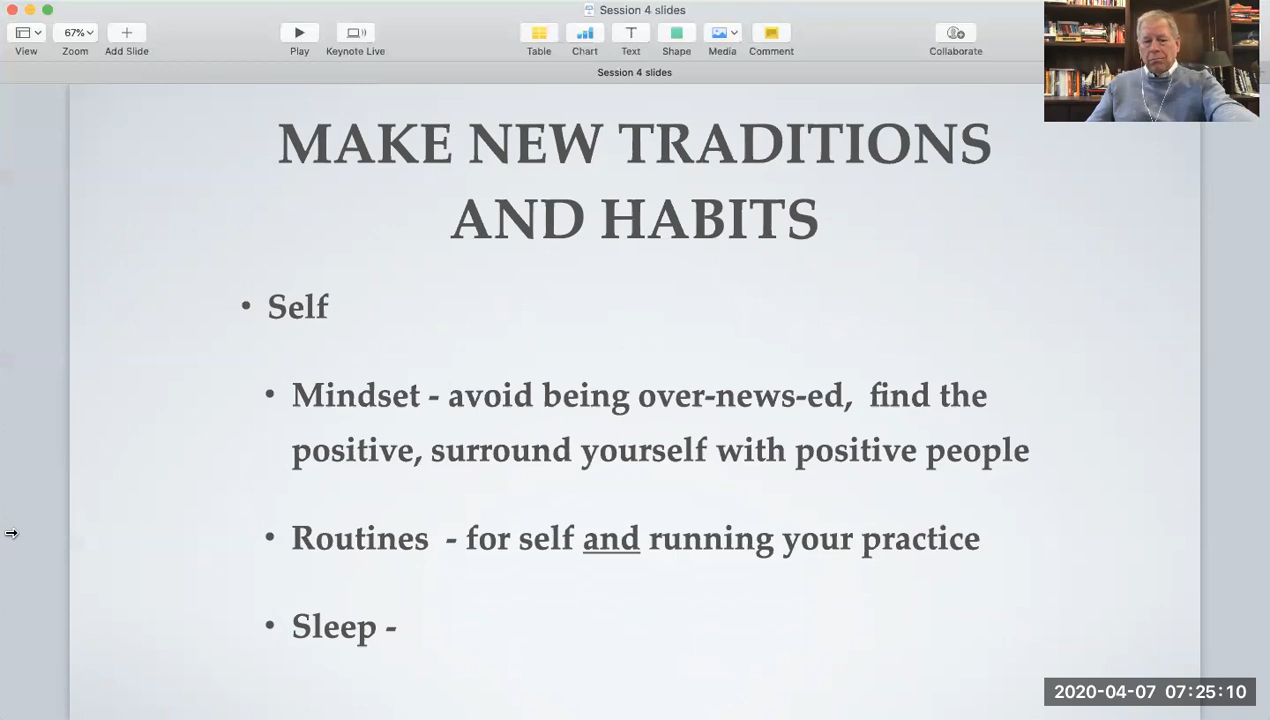 Session 4 slides
67%
View
Zoom
Add Slide
Play
Keynote Live
Table
Chart
Text
Shape
Media
Comment
Collaborate
Session 4 slides
MAKE NEW TRADITIONS
AND HABITS
• Self
• Mindset - avoid being over-news-ed,  find the
positive, surround yourself with positive people
• Routines  - for self and running your practice
• Sleep -
2020-04-07 07:25:10